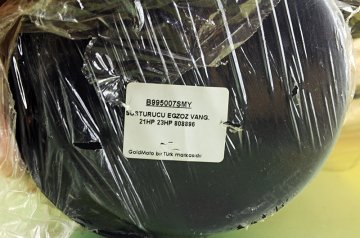 B995007SMY
SUSTURUCU EGZOZ VANG.
21HP 23HP 808896
GoldMoto bir Türk markasıdır